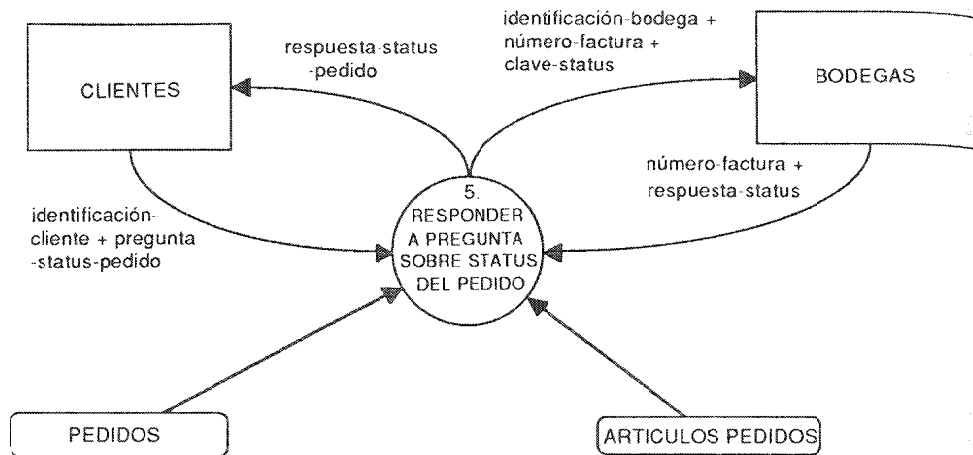 identificación-bodega +
número-factura +
clave-status
respuesta-status
-pedido
CLIENTES
BODEGAS
número-factura +
respuesta-status
identificación-
cliente + pregunta
-status-pedido
5.
RESPONDER
A PREGUNTA
SOBRE STATUS
DEL PEDIDO
PEDIDOS
ARTICULOS PEDIDOS